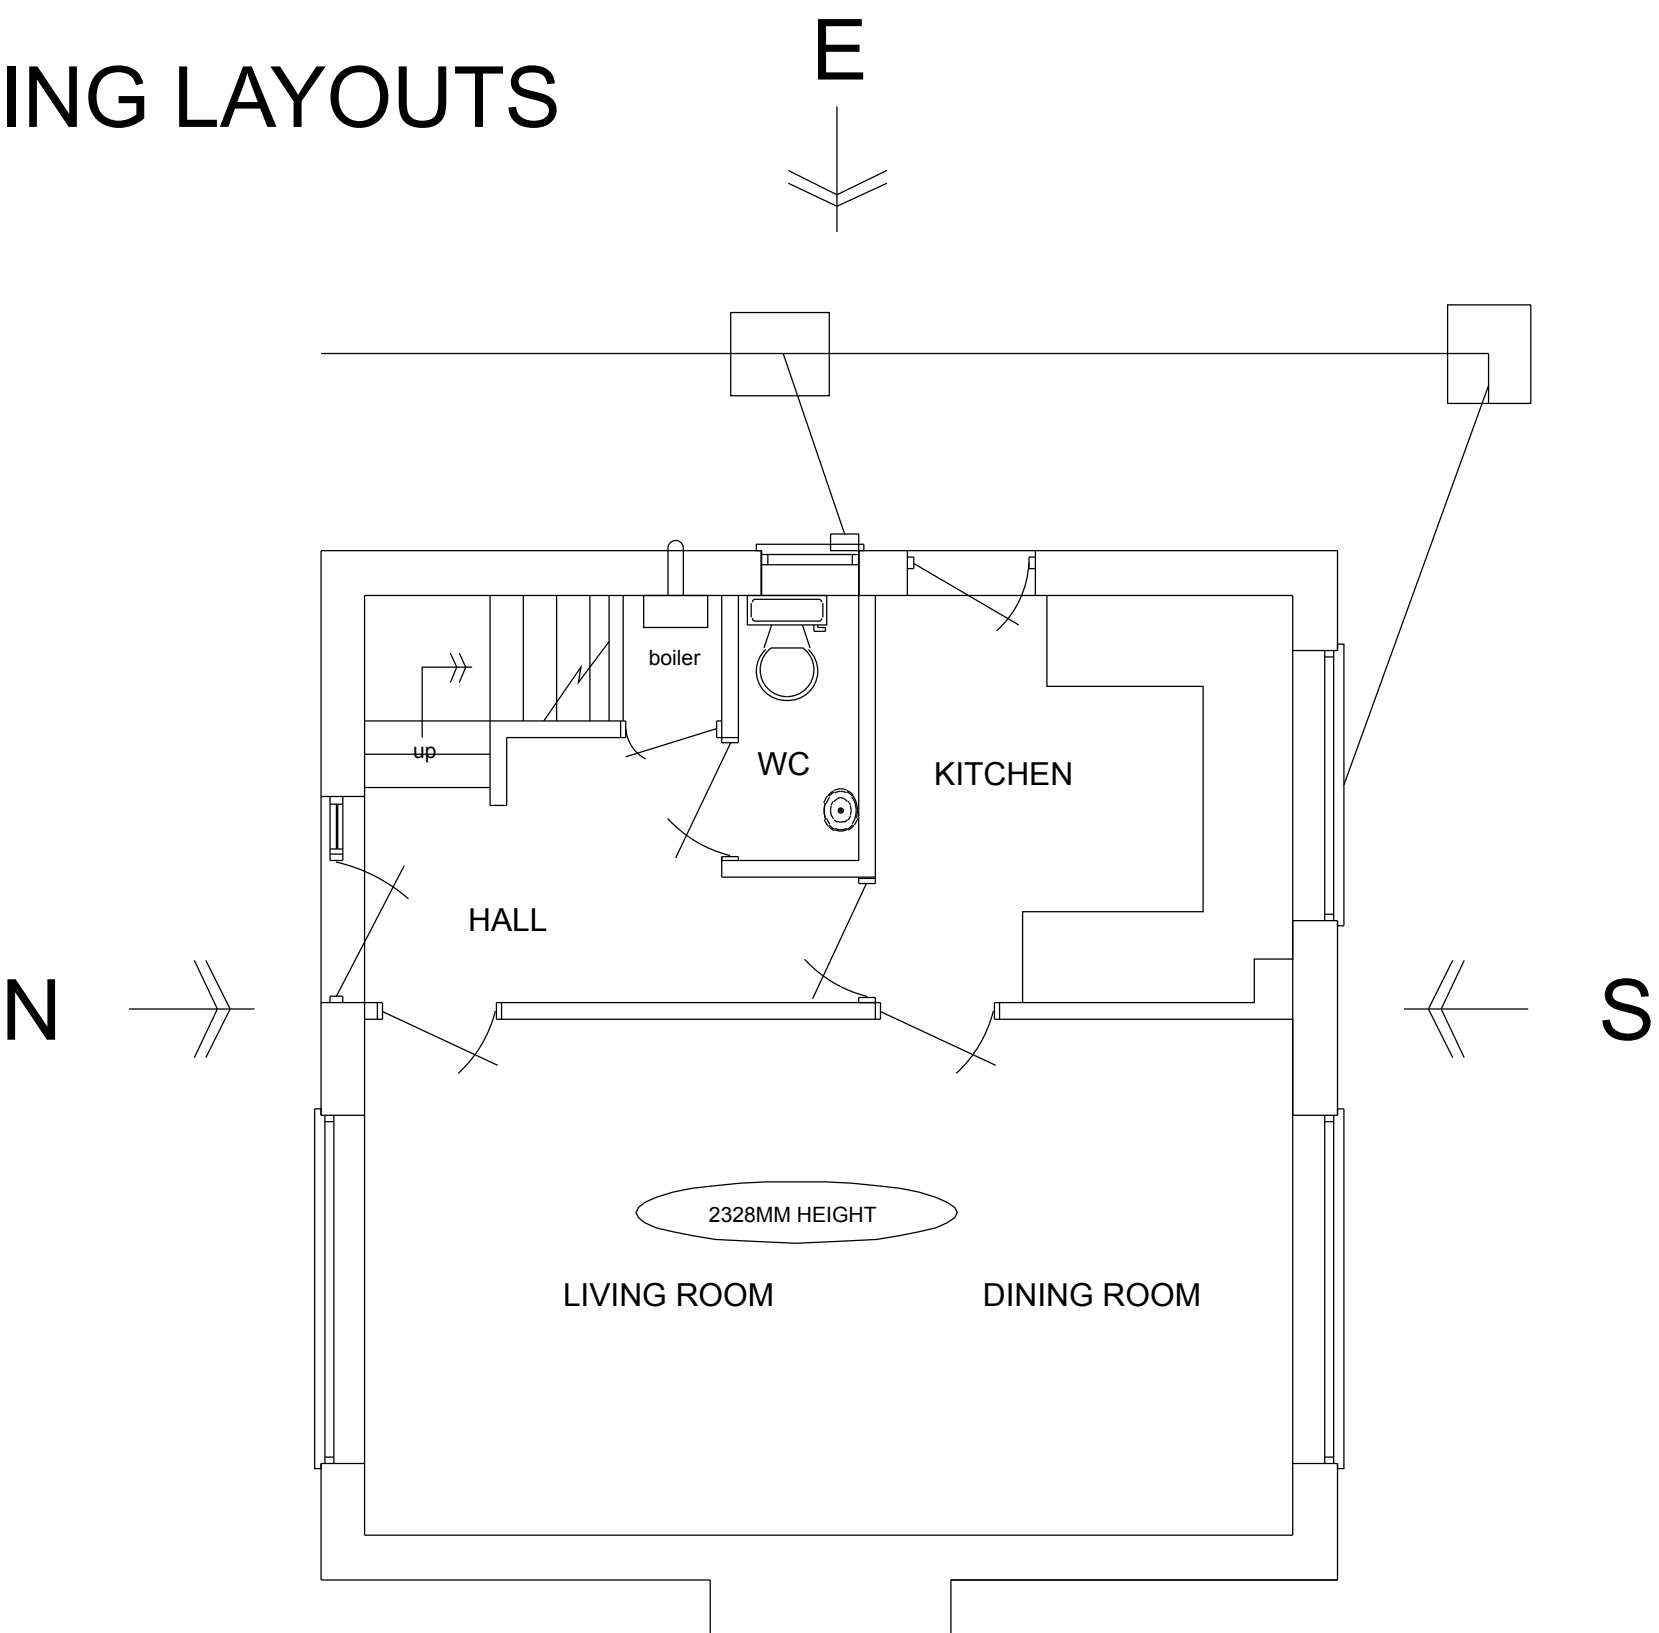 E
ING LAYOUTS
boiler
up
WC
KITCHEN
HALL
N
S
2328MM HEIGHT
LIVING ROOM
DINING ROOM